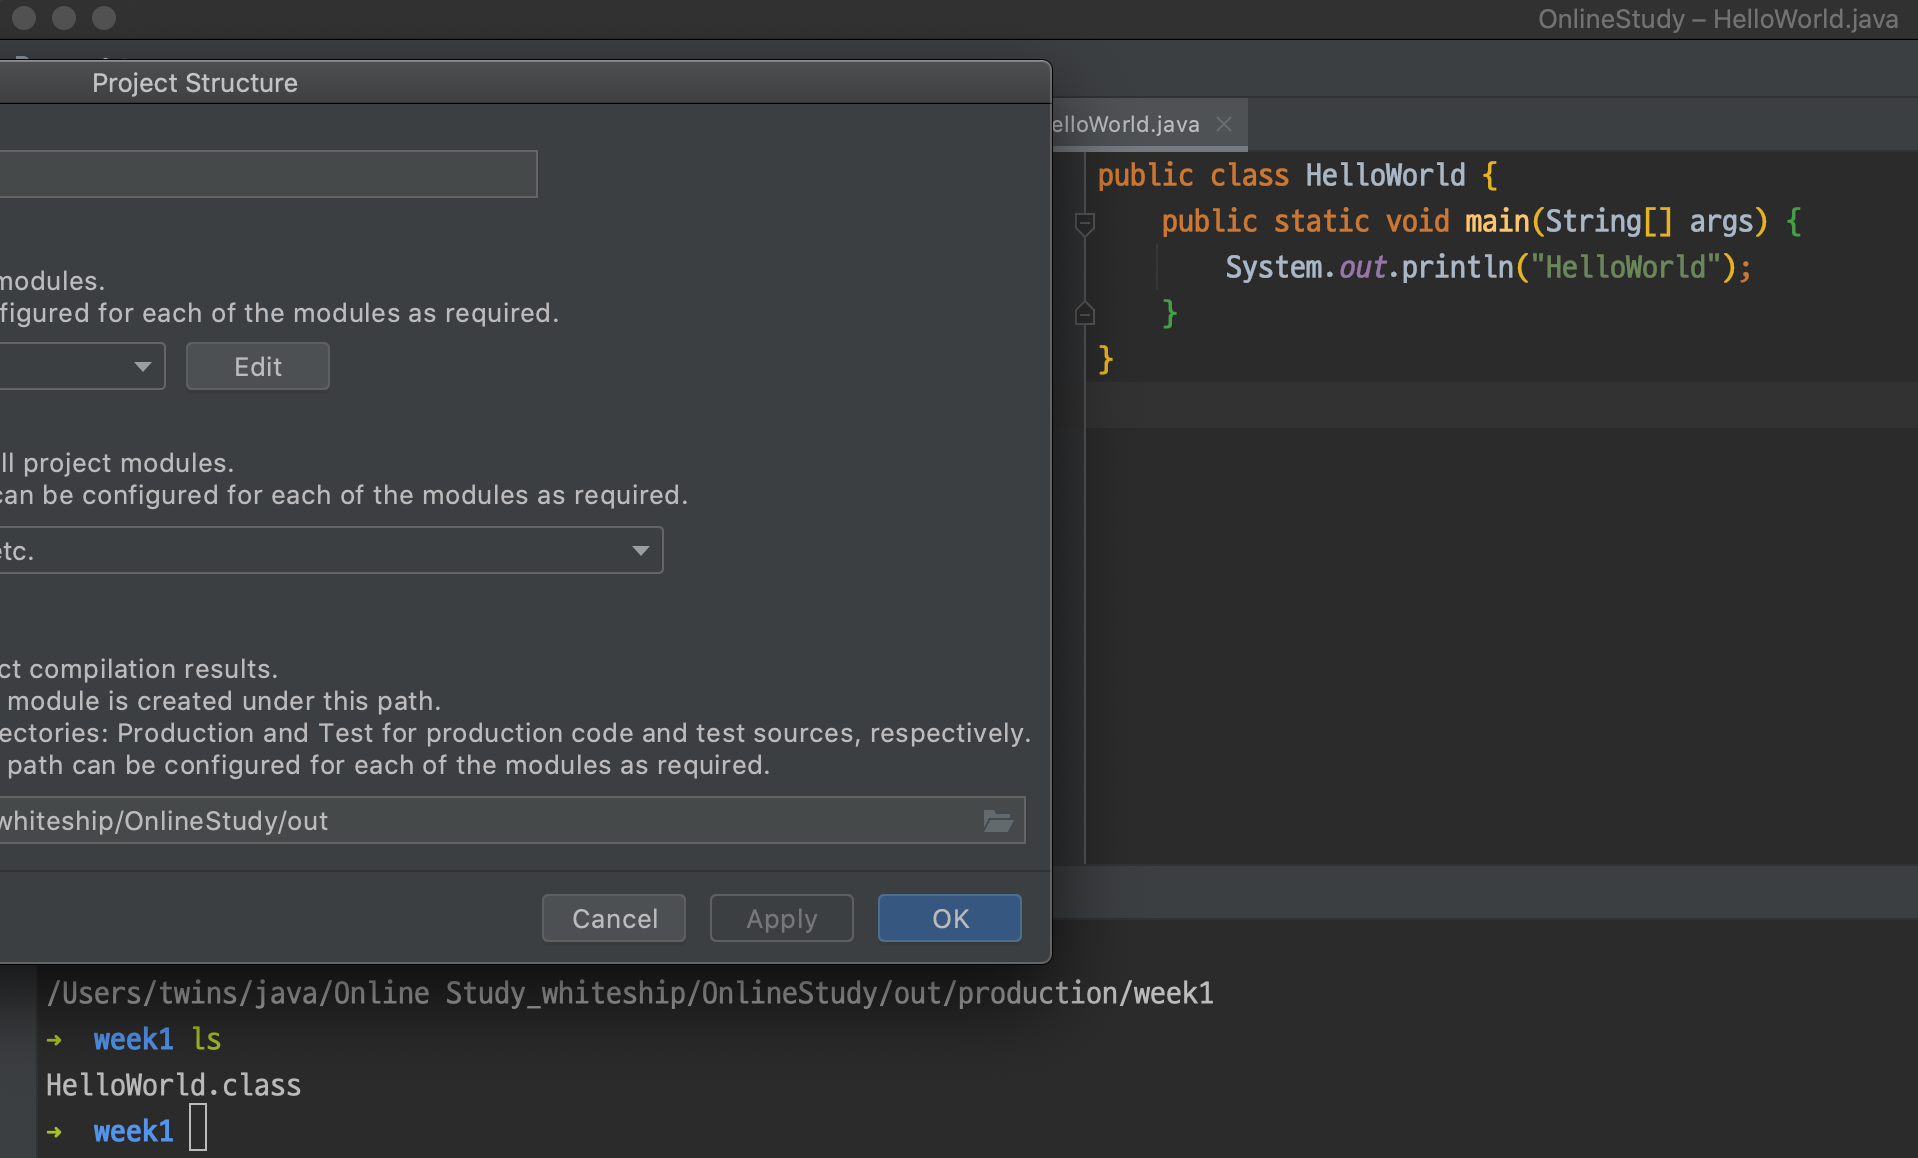 OnlineStudy – HelloWorld.java
Project Structure
modules.
figured for each of the modules as required.
Edit
ll project modules.
can be configured for each of the modules as required.
etc.
ct compilation results.
module is created under this path.
ectories: Production and Test for production code and test sources, respectively.
path can be configured for each of the modules as required.
whiteship/OnlineStudy/out
Cancel
Apply
OK
elloWorld.java
public class HelloWorld {
public static void main(String[] args) {
System.out.println("HelloWorld");
}
}
/Users/twins/java/Online Study_whiteship/OnlineStudy/out/production/week1
➜ week1 ls
HelloWorld.class
➜ week1